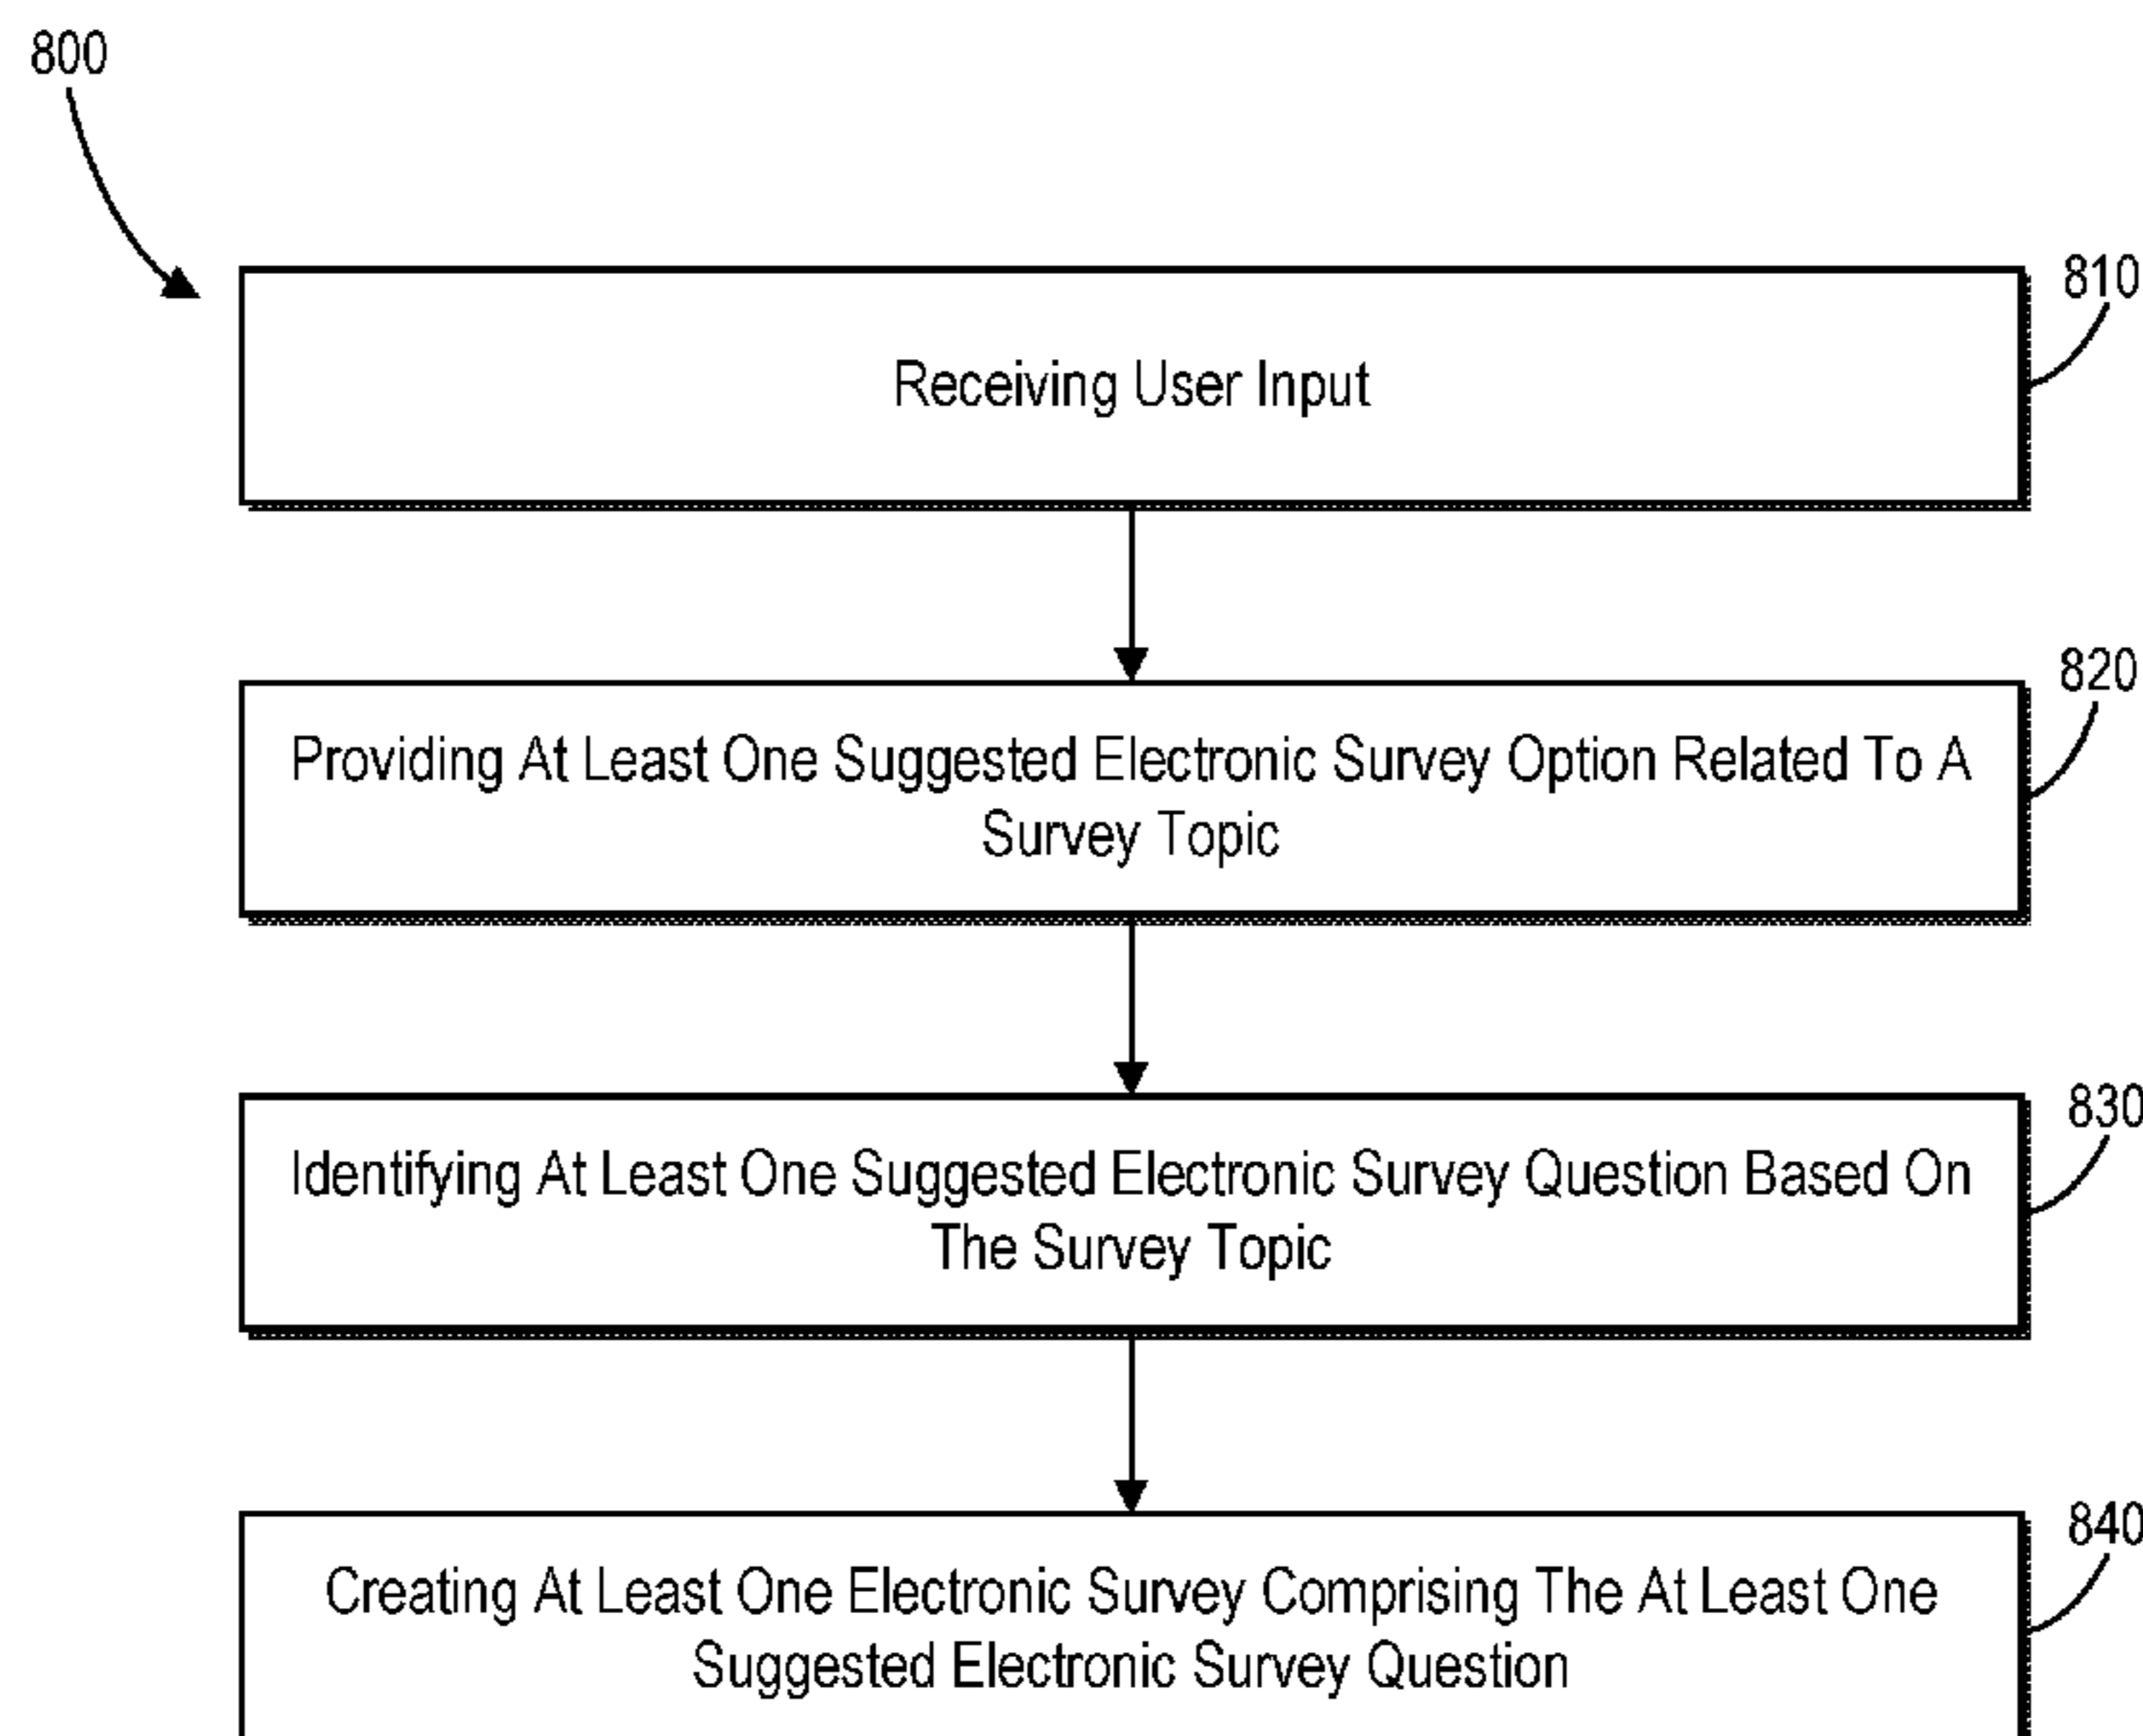 800
810
Receiving User Input
820
Providing At Least One Suggested Electronic Survey Option Related To A
Survey Topic
830
Identifying At Least One Suggested Electronic Survey Question Based On
The Survey Topic
840
Creating At Least One Electronic Survey Comprising The At Least One
Suggested Electronic Survey Question